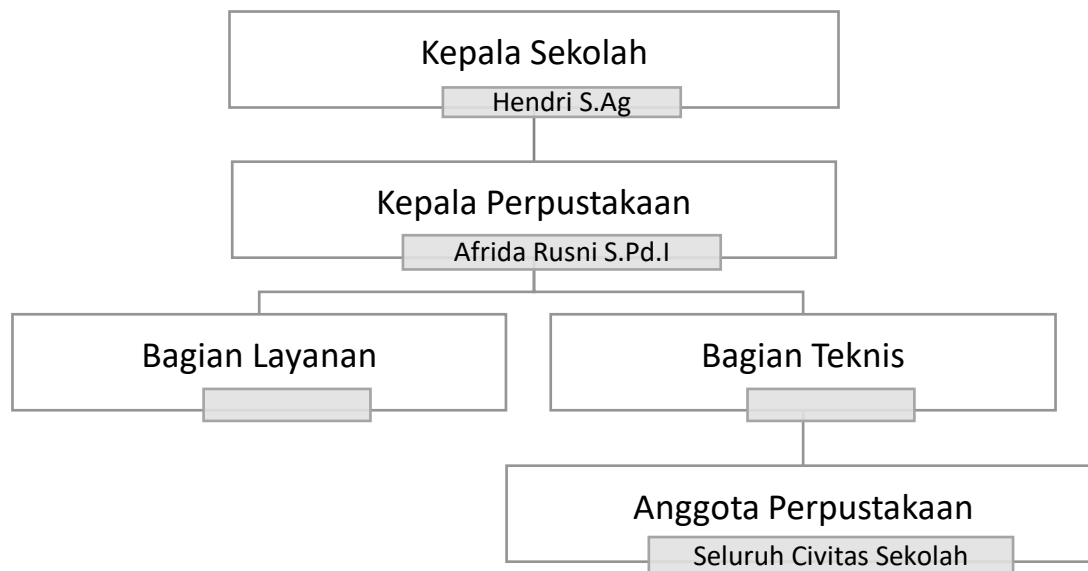 Kepala Sekolah
Hendri S.Ag
Kepala Perpustakaan
Afrida Rusni S.Pd.I
Bagian Layanan
Bagian Teknis
Anggota Perpustakaan
Seluruh Civitas Sekolah